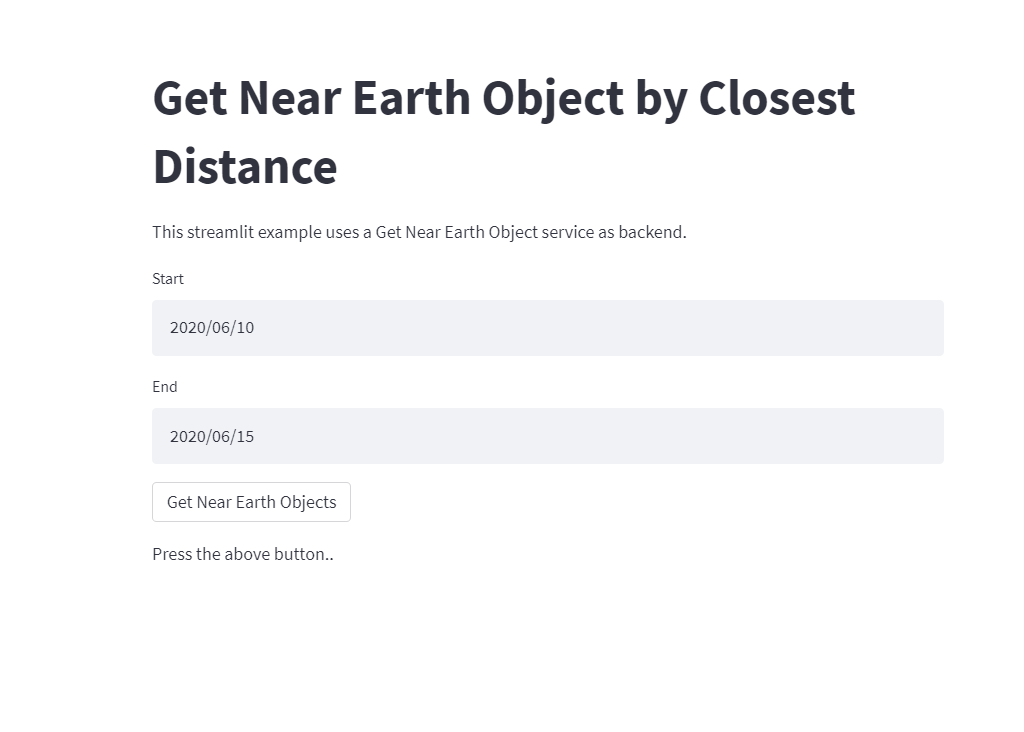 Get Near Earth Object by Closest
Distance
This streamlit example uses a Get Near Earth Object service as backend.
Start
2020/06/10
End
2020/06/15
Get Near Earth Objects
Press the above button..